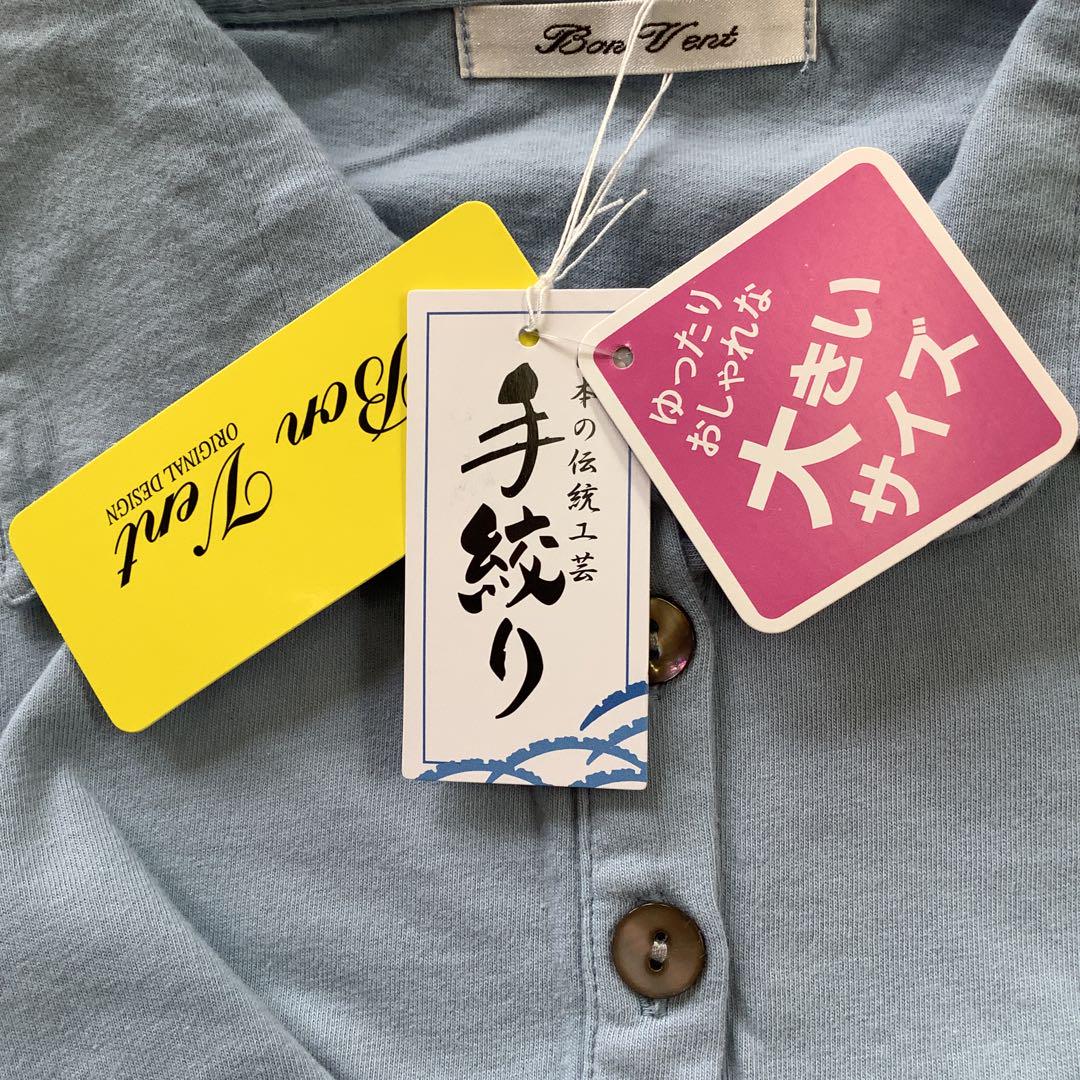 Bon Vent
Bon
Vent
ORIGINAL DESIGN
本の伝統工芸
手絞り
ゆったり
おしゃれな
大きい
サイズ